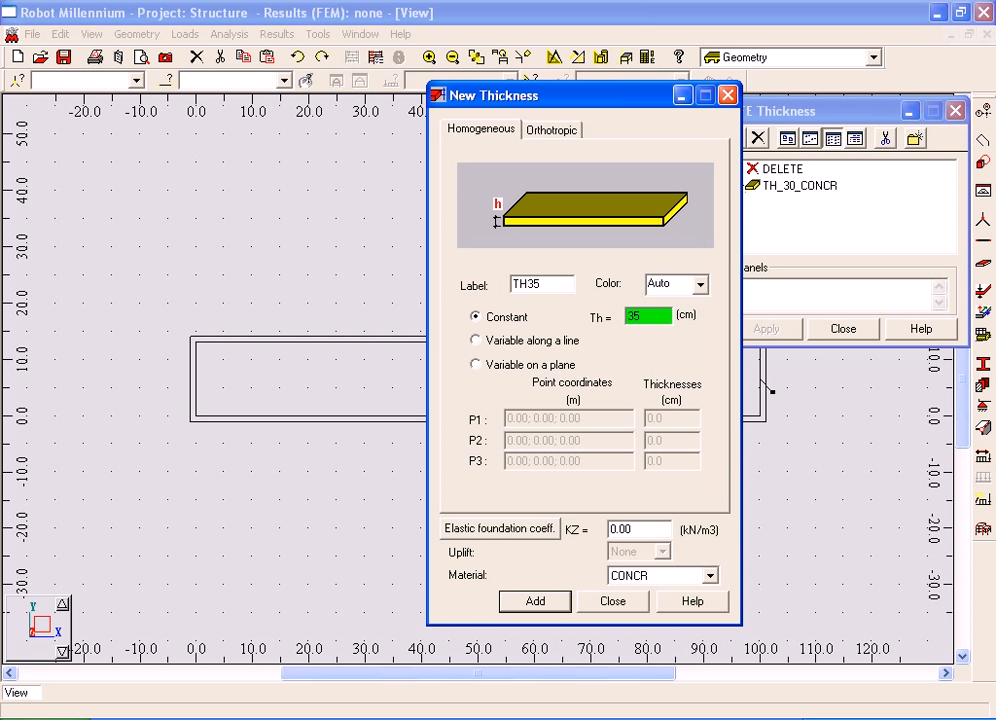 Robot Millennium - Project: Structure - Results (FEM): none - [View]
File Edit View Geometry Loads Analysis Results Tools Window Help
Geometry
New Thickness
E Thickness
Homogeneous Orthotropic
DELETE
TH_30_CONCR
h
Label: TH35 Color: Auto
anels
Constant Th = 35 (cm)
Apply Close Help
Variable along a line
Variable on a plane
Point coordinates Thicknesses
(m) (cm)
P1 : 0.00; 0.00; 0.00 0.0
P2 : 0.00; 0.00; 0.00 0.0
P3 : 0.00; 0.00; 0.00 0.0
Elastic foundation coeff. KZ = 0.00 (kN/m3)
Uplift: None
Material: CONCR
Add Close Help
-20.0 -10.0 0.0 10.0 20.0 30.0 40.
50.0
40.0
30.0
20.0
10.0 10.0
0.0 0.0
-10.0 -10.0
-20.0 -20.0
-30.0 -30.0
Y
Z X
-20.0 -10.0 0.0 10.0 20.0 30.0 40.0 50.0 60.0 70.0 80.0 90.0 100.0 110.0 120.0
View